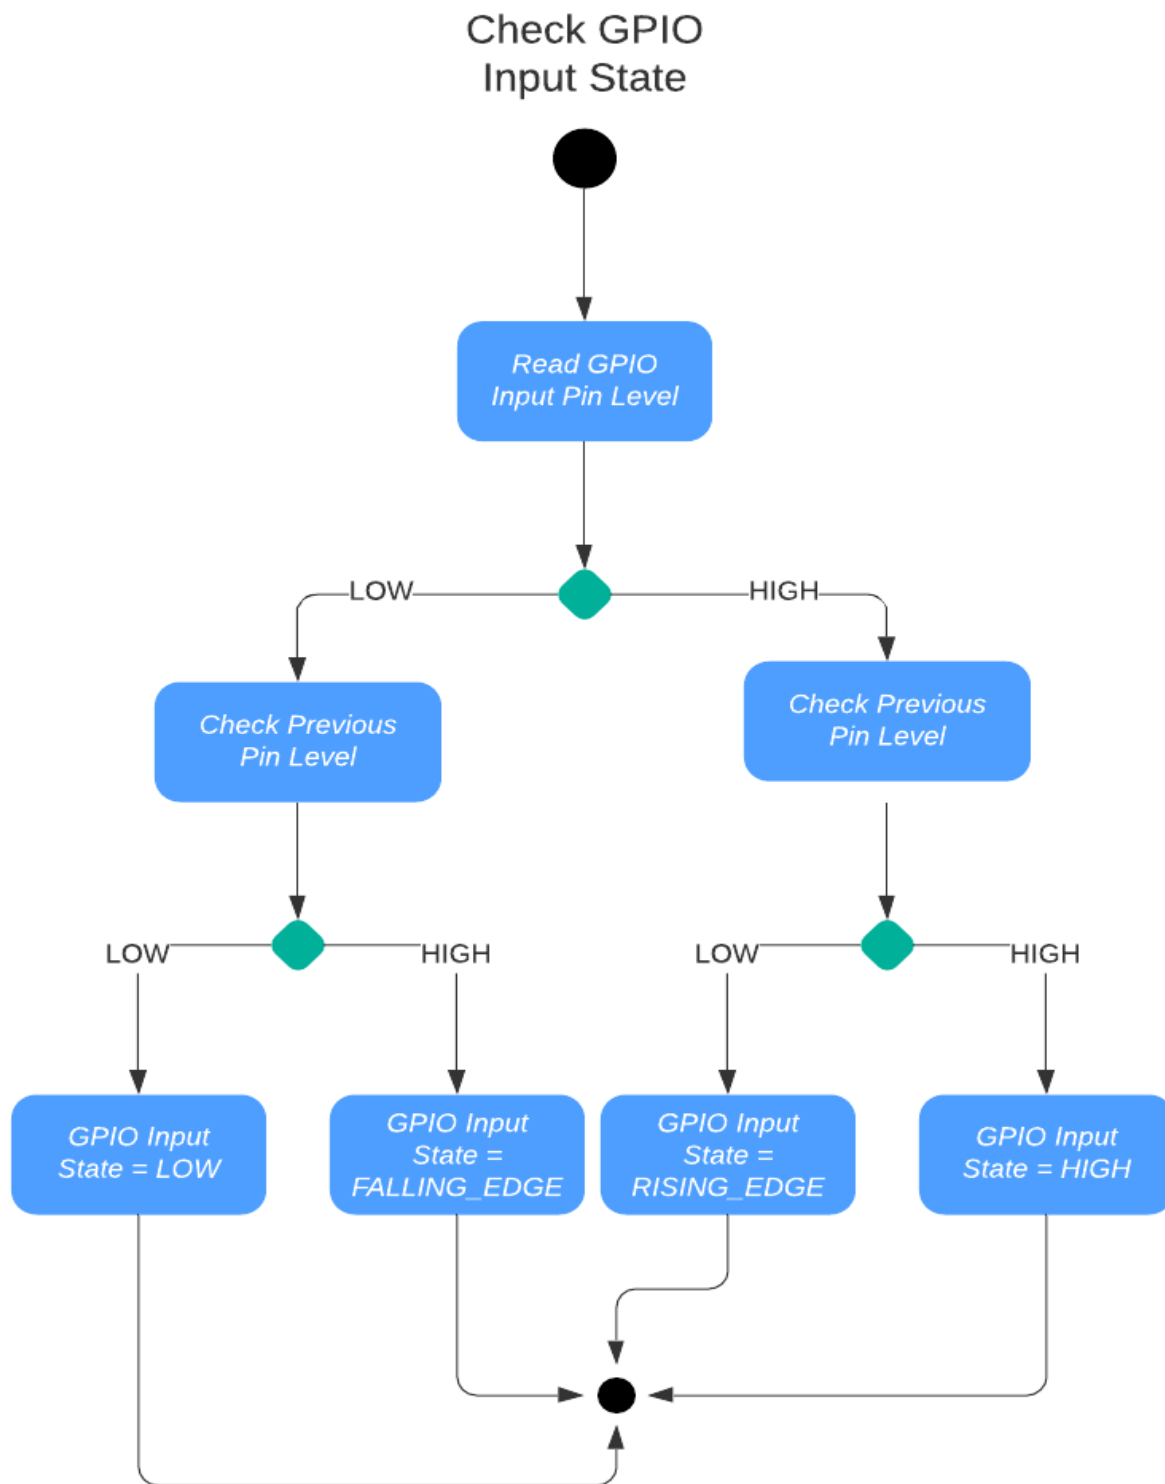 Check GPIO
Input State
Read GPIO
Input Pin Level
LOW
HIGH
Check Previous
Pin Level
Check Previous
Pin Level
LOW
HIGH
LOW
HIGH
GPIO Input
State = LOW
GPIO Input
State =
FALLING_EDGE
GPIO Input
State =
RISING_EDGE
GPIO Input
State = HIGH